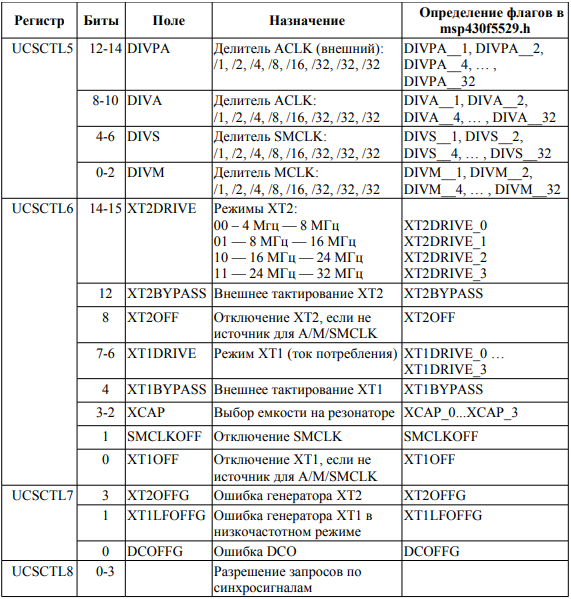 Регистр Биты Поле Назначение Определение флагов в msp430f5529.h
UCSCTL5 12-14 DIVPA Делитель ACLK (внешний): DIVPA__1, DIVPA__2,
/1, /2, /4, /8, /16, /32, /32, /32 DIVPA__4, … ,
DIVPA__32
8-10 DIVA Делитель ACLK: DIVA__1, DIVA__2,
/1, /2, /4, /8, /16, /32, /32, /32 DIVA__4, … , DIVA__32
4-6 DIVS Делитель SMCLK: DIVS__1, DIVS__2,
/1, /2, /4, /8, /16, /32, /32, /32 DIVS__4, … , DIVS__32
0-2 DIVM Делитель MCLK: DIVM__1, DIVM__2,
/1, /2, /4, /8, /16, /32, /32, /32 DIVM__4, … , DIVM__32
UCSCTL6 14-15 XT2DRIVE Режимы XT2:
00 – 4 Мгц — 8 МГц XT2DRIVE_0
01 — 8 МГц — 16 МГц XT2DRIVE_1
10 — 16 МГц — 24 МГц XT2DRIVE_2
11 — 24 МГц — 32 МГц XT2DRIVE_3
12 XT2BYPASS Внешнее тактирование XT2 XT2BYPASS
8 XT2OFF Отключение XT2, если не XT2OFF
источник для A/M/SMCLK
7-6 XT1DRIVE Режим XT1 (ток потребления) XT1DRIVE_0 …
XT1DRIVE_3
4 XT1BYPASS Внешнее тактирование XT1 XT1BYPASS
3-2 XCAP Выбор емкости на резонаторе XCAP_0...XCAP_3
1 SMCLKOFF Отключение SMCLK SMCLKOFF
0 XT1OFF Отключение XT1, если не XT1OFF
источник для A/M/SMCLK
UCSCTL7 3 XT2OFFG Ошибка генератора XT2 XT2OFFG
1 XT1LFOFFG Ошибка генератора XT1 в XT1LFOFFG
низкочастотном режиме
0 DCOFFG Ошибка DCO DCOFFG
UCSCTL8 0-3 Разрешение запросов по
синхросигналам